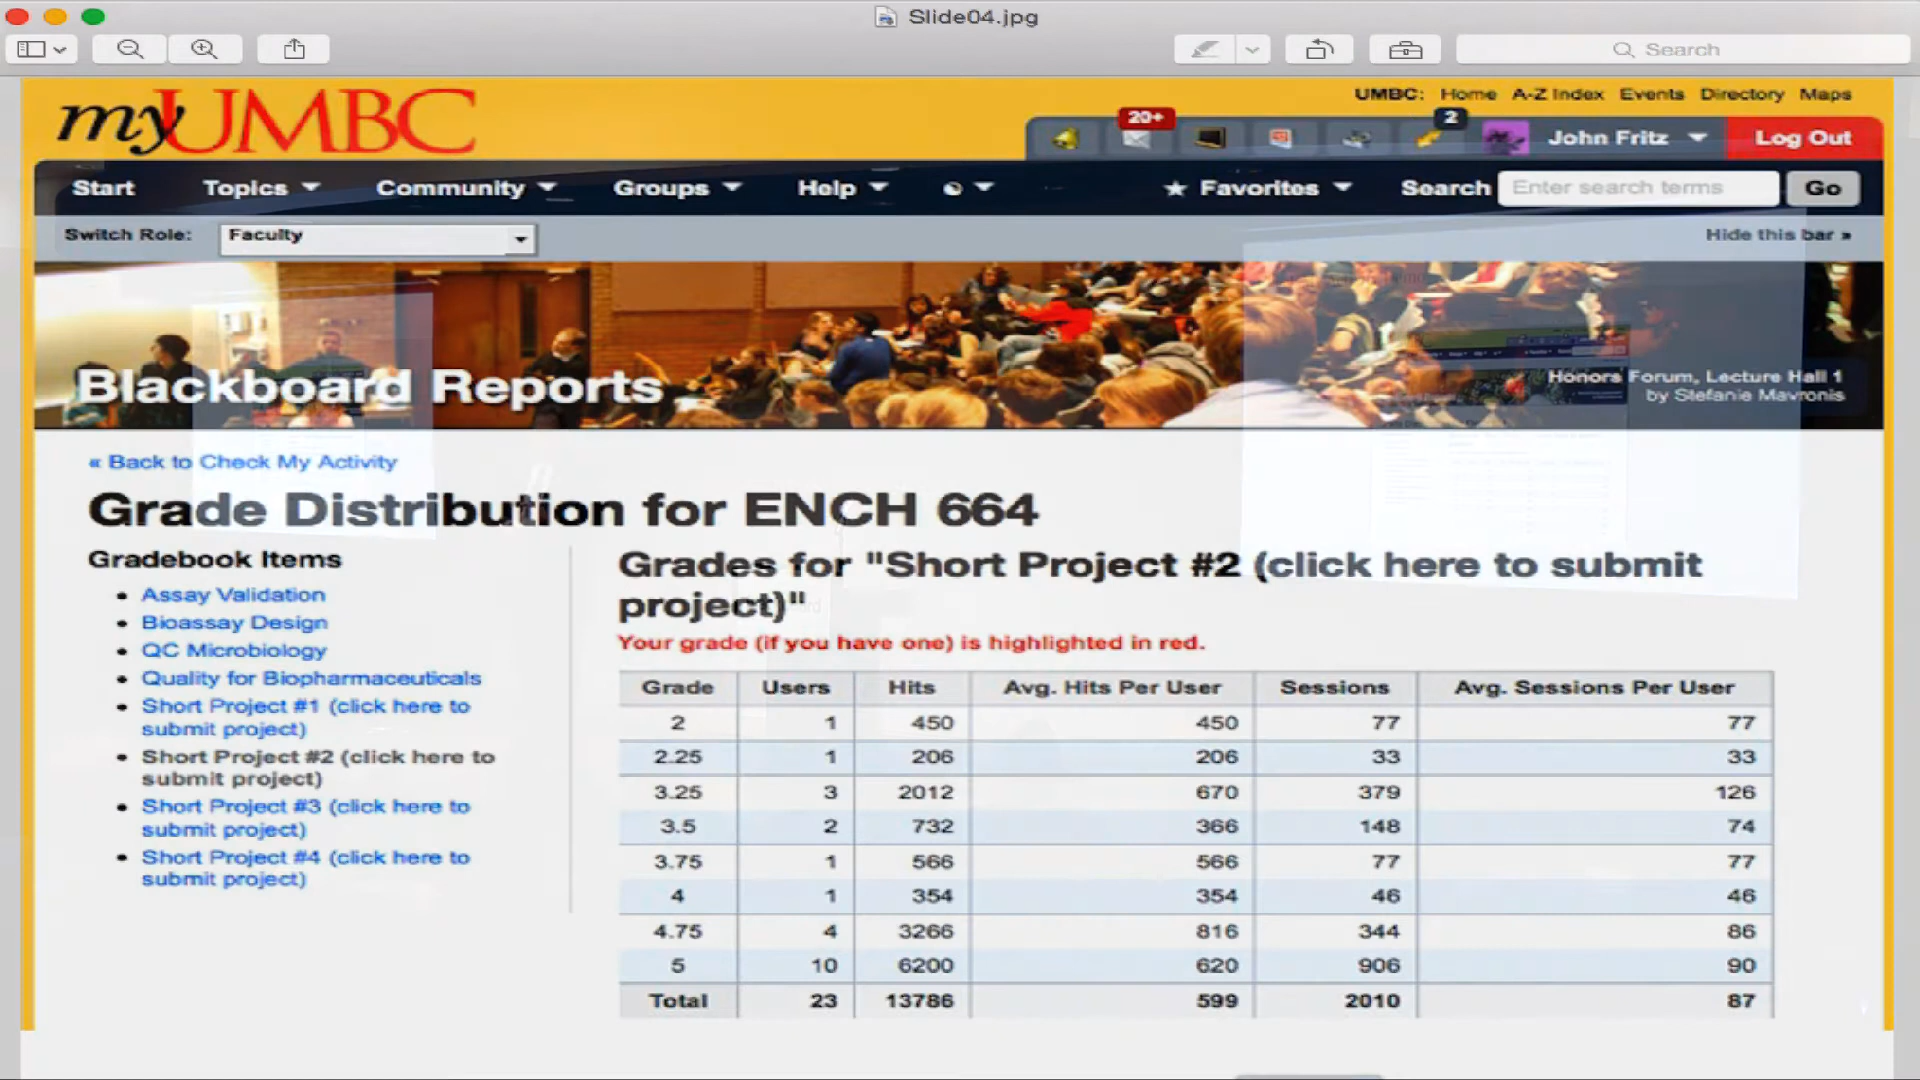 Slide04.jpg
Search
myUMBC
UMBC: Home A-Z Index Events Directory Maps
20+ 2 John Fritz Log Out
Start Topics Community Groups Help Favorites Search Enter search terms Go
Switch Role: Faculty Hide this bar »
Blackboard Reports
Honors Forum, Lecture Hall 1
by Stefanie Mavronis
« Back to Check My Activity
Grade Distribution for ENCH 664
Gradebook Items
Assay Validation
Bioassay Design
QC Microbiology
Quality for Biopharmaceuticals
Short Project #1 (click here to
submit project)
Short Project #2 (click here to
submit project)
Short Project #3 (click here to
submit project)
Short Project #4 (click here to
submit project)
Grades for "Short Project #2 (click here to submit
project)"
Your grade (if you have one) is highlighted in red.
Grade Users Hits Avg. Hits Per User Sessions Avg. Sessions Per User
2 1 450 450 77 77
2.25 1 206 206 33 33
3.25 3 2012 670 379 126
3.5 2 732 366 148 74
3.75 1 566 566 77 77
4 1 354 354 46 46
4.75 4 3266 816 344 86
5 10 6200 620 906 90
Total 23 13786 599 2010 87